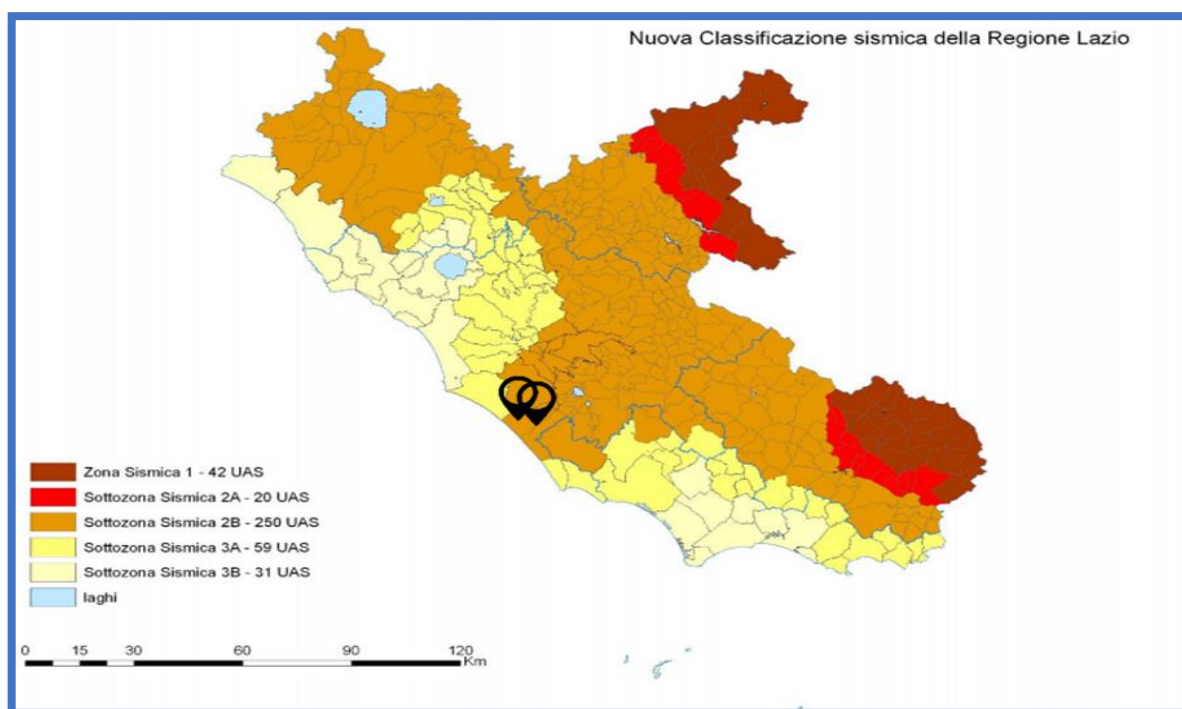 Nuova Classificazione sismica della Regione Lazio
Zona Sismica 1 - 42 UAS
Sottozona Sismica 2A - 20 UAS
Sottozona Sismica 2B - 250 UAS
Sottozona Sismica 3A - 59 UAS
Sottozona Sismica 3B - 31 UAS
laghi
0 15 30 60 90 120
Km